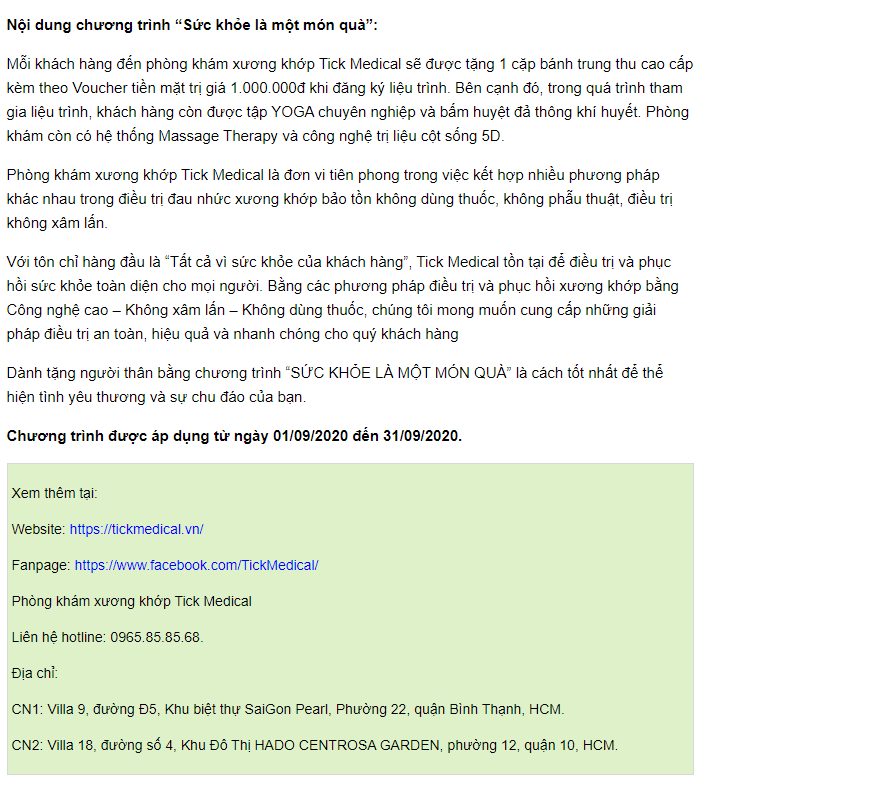 Nội dung chương trình “Sức khỏe là một món quà”:
Mỗi khách hàng đến phòng khám xương khớp Tick Medical sẽ được tặng 1 cặp bánh trung thu cao cấp
kèm theo Voucher tiền mặt trị giá 1.000.000đ khi đăng ký liệu trình. Bên cạnh đó, trong quá trình tham
gia liệu trình, khách hàng còn được tập YOGA chuyên nghiệp và bấm huyệt đả thông khí huyết. Phòng
khám còn có hệ thống Massage Therapy và công nghệ trị liệu cột sống 5D.
Phòng khám xương khớp Tick Medical là đơn vi tiên phong trong việc kết hợp nhiều phương pháp
khác nhau trong điều trị đau nhức xương khớp bảo tồn không dùng thuốc, không phẫu thuật, điều trị
không xâm lấn.
Với tôn chỉ hàng đầu là “Tất cả vì sức khỏe của khách hàng”, Tick Medical tồn tại để điều trị và phục
hồi sức khỏe toàn diện cho mọi người. Bằng các phương pháp điều trị và phục hồi xương khớp bằng
Công nghệ cao – Không xâm lấn – Không dùng thuốc, chúng tôi mong muốn cung cấp những giải
pháp điều trị an toàn, hiệu quả và nhanh chóng cho quý khách hàng
Dành tặng người thân bằng chương trình “SỨC KHỎE LÀ MỘT MÓN QUÀ” là cách tốt nhất để thể
hiện tình yêu thương và sự chu đáo của bạn.
Chương trình được áp dụng từ ngày 01/09/2020 đến 31/09/2020.
Xem thêm tại:
Website: https://tickmedical.vn/
Fanpage: https://www.facebook.com/TickMedical/
Phòng khám xương khớp Tick Medical
Liên hệ hotline: 0965.85.85.68.
Địa chỉ:
CN1: Villa 9, đường Đ5, Khu biệt thự SaiGon Pearl, Phường 22, quận Bình Thạnh, HCM.
CN2: Villa 18, đường số 4, Khu Đô Thị HADO CENTROSA GARDEN, phường 12, quận 10, HCM.